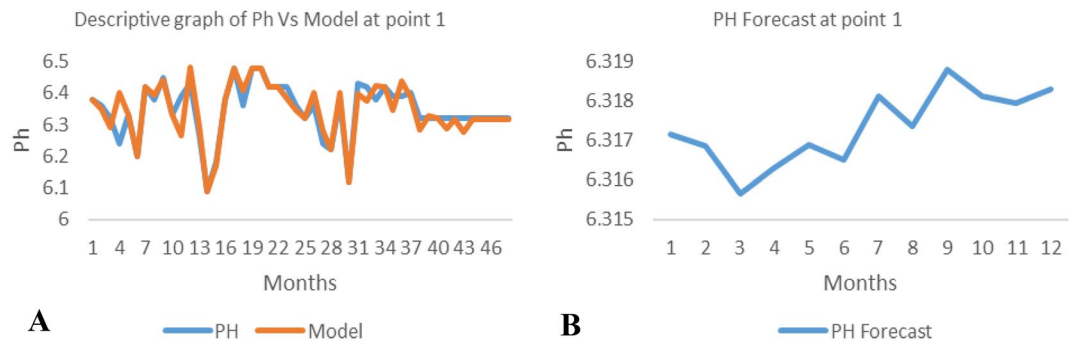 Descriptive graph of Ph Vs Model at point 1
6.5
6.4
6.3
6.2
6.1
6
Ph
1 4 7 10 13 16 19 22 25 28 31 34 37 40 43 46
Months
A
PH Model
PH Forecast at point 1
6.319
6.318
6.317
6.316
6.315
Ph
1 2 3 4 5 6 7 8 9 10 11 12
Months
B
PH Forecast